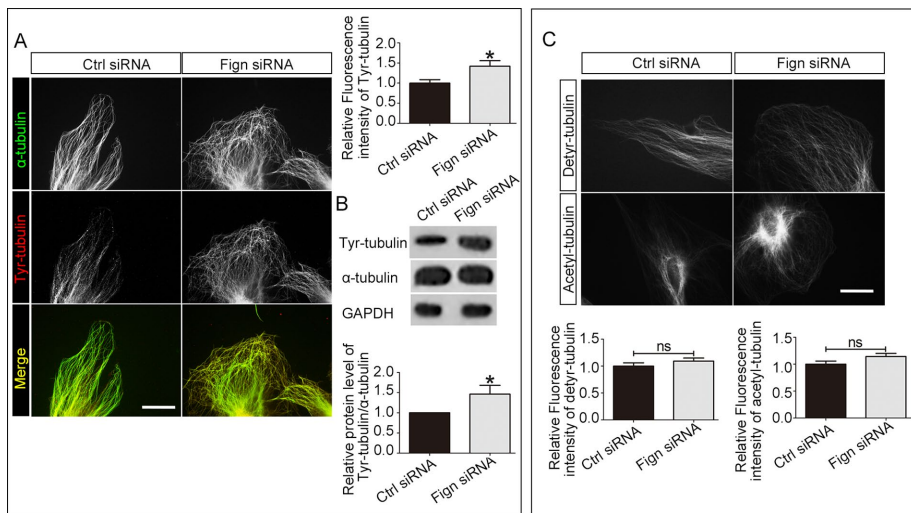 A
Ctrl siRNA
Fign siRNA
α-tubulin
Tyr-tubulin
Merge
Relative Fluorescence
intensity of Tyr-tubulin
2.0
1.5
1.0
0.5
0.0
*
Ctrl siRNA
Fign siRNA
B
Ctrl siRNA
Fign siRNA
Tyr-tubulin
α-tubulin
GAPDH
Relative protein level of
Tyr-tubulin/α-tubulin
2.0
1.5
1.0
0.5
0.0
*
Ctrl siRNA
Fign siRNA
C
Ctrl siRNA
Fign siRNA
Detyr-tubulin
Acetyl-tubulin
Relative Fluorescence
intensity of detyr-tubulin
1.5
1.0
0.5
0.0
ns
Ctrl siRNA
Fign siRNA
Relative Fluorescence
intensity of acetyl-tubulin
1.5
1.0
0.5
0.0
ns
Ctrl siRNA
Fign siRNA